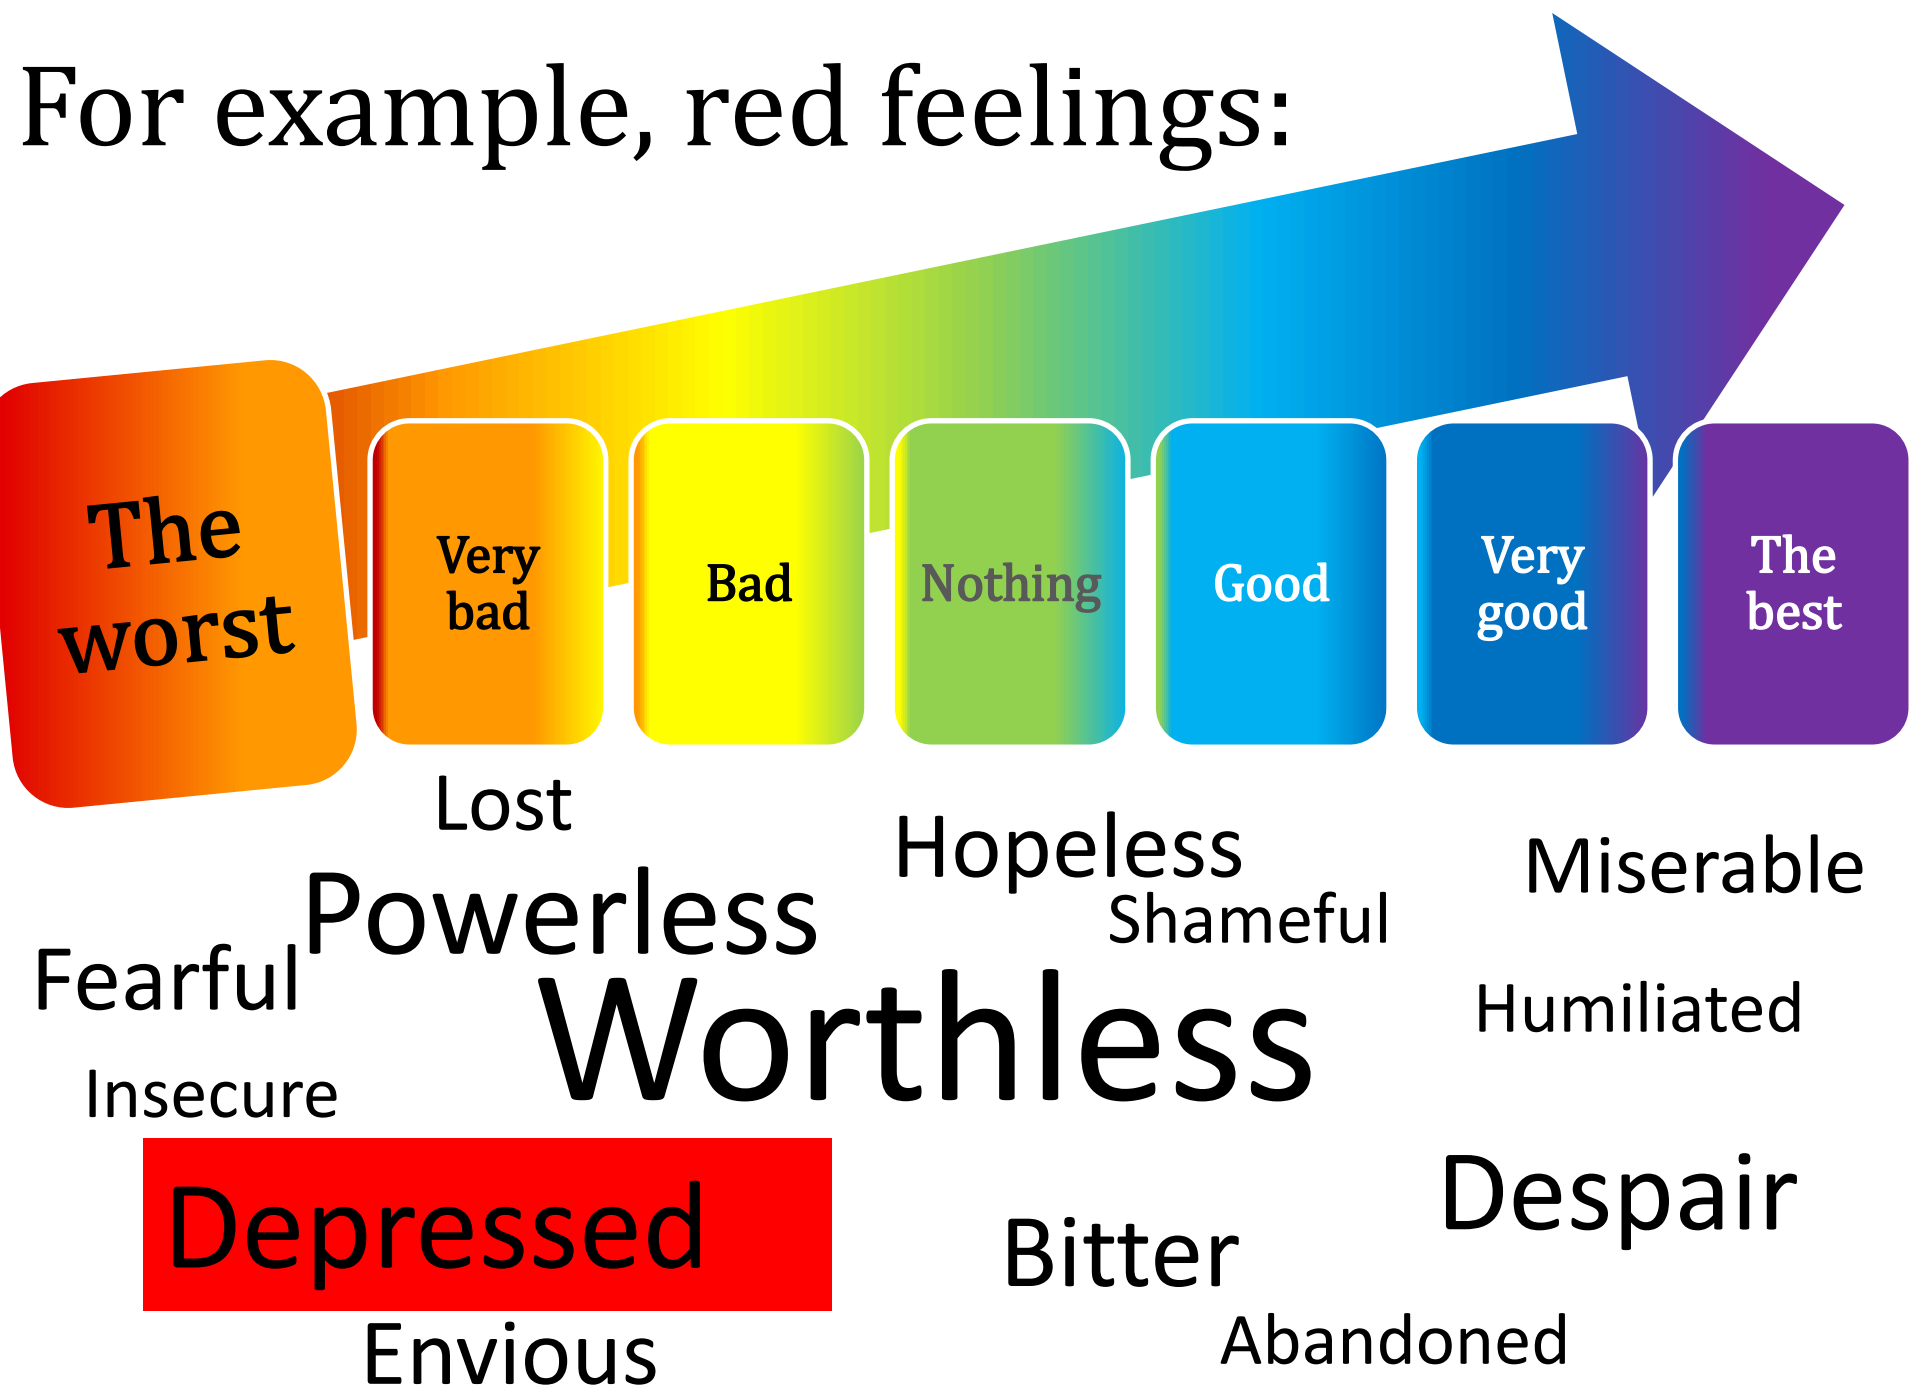 For example, red feelings:
The
worst
Very
bad
Bad
Nothing
Good
Very
good
The
best
Lost
Hopeless
Miserable
Powerless
Shameful
Fearful
Worthless
Humiliated
Insecure
Depressed
Despair
Bitter
Envious
Abandoned